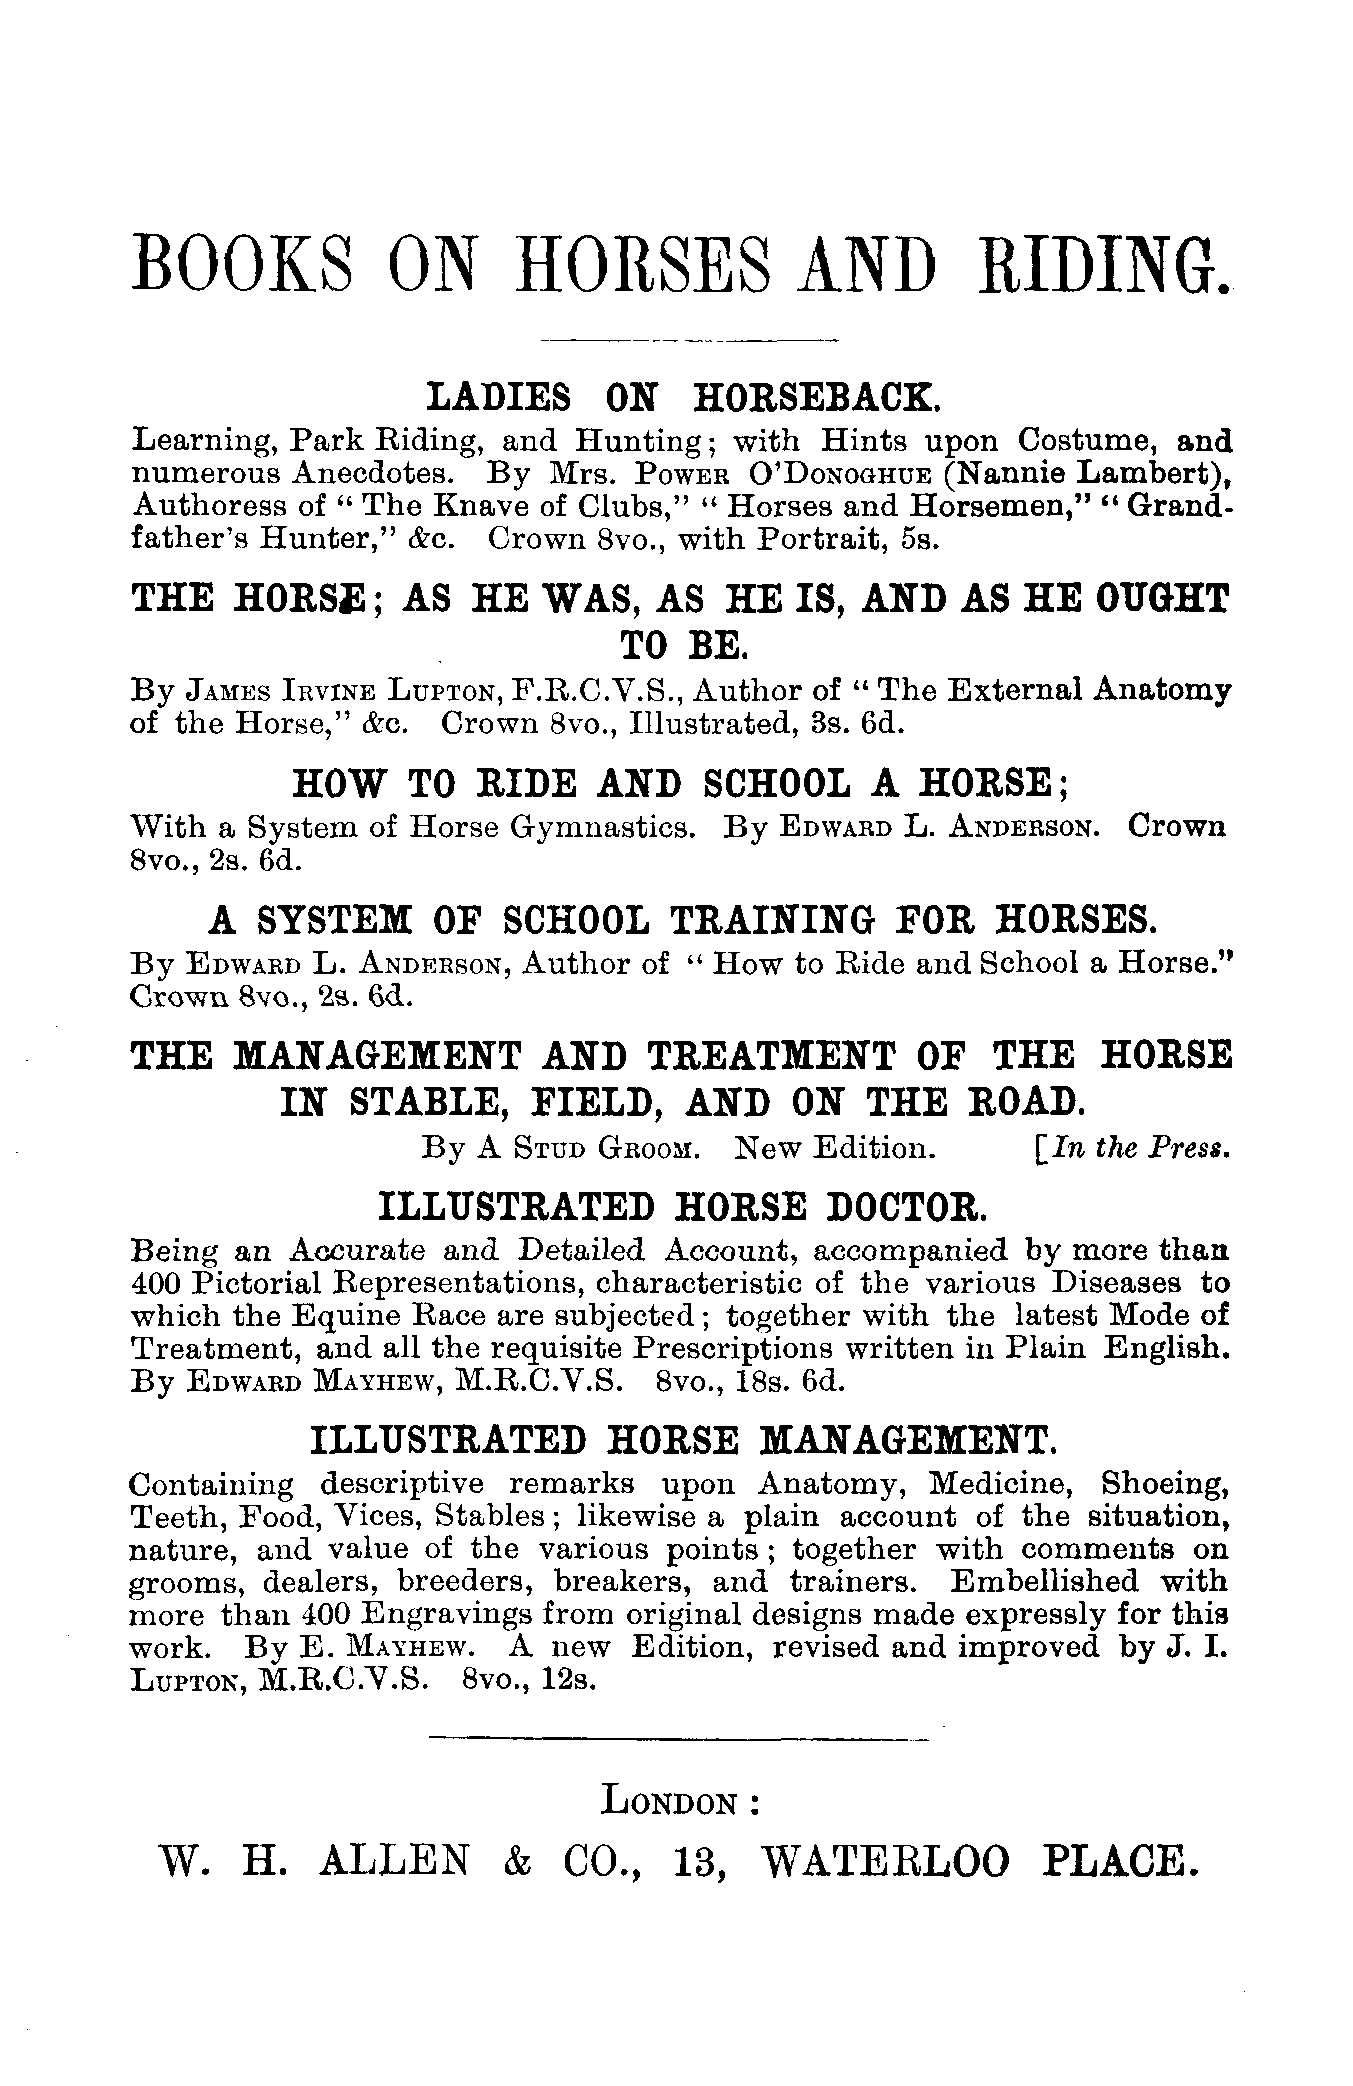 BOOKS ON HORSES AND RIDING.
LADIES ON HORSEBACK.
Learning, Park Riding, and Hunting; with Hints upon Costume, and
numerous Anecdotes. By Mrs. POWER O'DONOGHUE (Nannie Lambert),
Authoress of “The Knave of Clubs,” “Horses and Horsemen,” “Grand-
father's Hunter,” &c. Crown 8vo., with Portrait, 5s.
THE HORSE; AS HE WAS, AS HE IS, AND AS HE OUGHT
TO BE.
By JAMES IRVINE LUPTON, F.R.C.V.S., Author of “The External Anatomy
of the Horse,” &c. Crown 8vo., Illustrated, 3s. 6d.
HOW TO RIDE AND SCHOOL A HORSE;
With a System of Horse Gymnastics. By EDWARD L. ANDERSON. Crown
8vo., 2s. 6d.
A SYSTEM OF SCHOOL TRAINING FOR HORSES.
By EDWARD L. ANDERSON, Author of “How to Ride and School a Horse.”
Crown 8vo., 2s. 6d.
THE MANAGEMENT AND TREATMENT OF THE HORSE
IN STABLE, FIELD, AND ON THE ROAD.
By A STUD GROOM. New Edition. [In the Press.
ILLUSTRATED HORSE DOCTOR.
Being an Accurate and Detailed Account, accompanied by more than
400 Pictorial Representations, characteristic of the various Diseases to
which the Equine Race are subjected; together with the latest Mode of
Treatment, and all the requisite Prescriptions written in Plain English.
By EDWARD MAYHEW, M.R.C.V.S. 8vo., 18s. 6d.
ILLUSTRATED HORSE MANAGEMENT.
Containing descriptive remarks upon Anatomy, Medicine, Shoeing,
Teeth, Food, Vices, Stables; likewise a plain account of the situation,
nature, and value of the various points; together with comments on
grooms, dealers, breeders, breakers, and trainers. Embellished with
more than 400 Engravings from original designs made expressly for this
work. By E. MAYHEW. A new Edition, revised and improved by J. I.
LUPTON, M.R.C.V.S. 8vo., 12s.
LONDON:
W. H. ALLEN & CO., 13, WATERLOO PLACE.